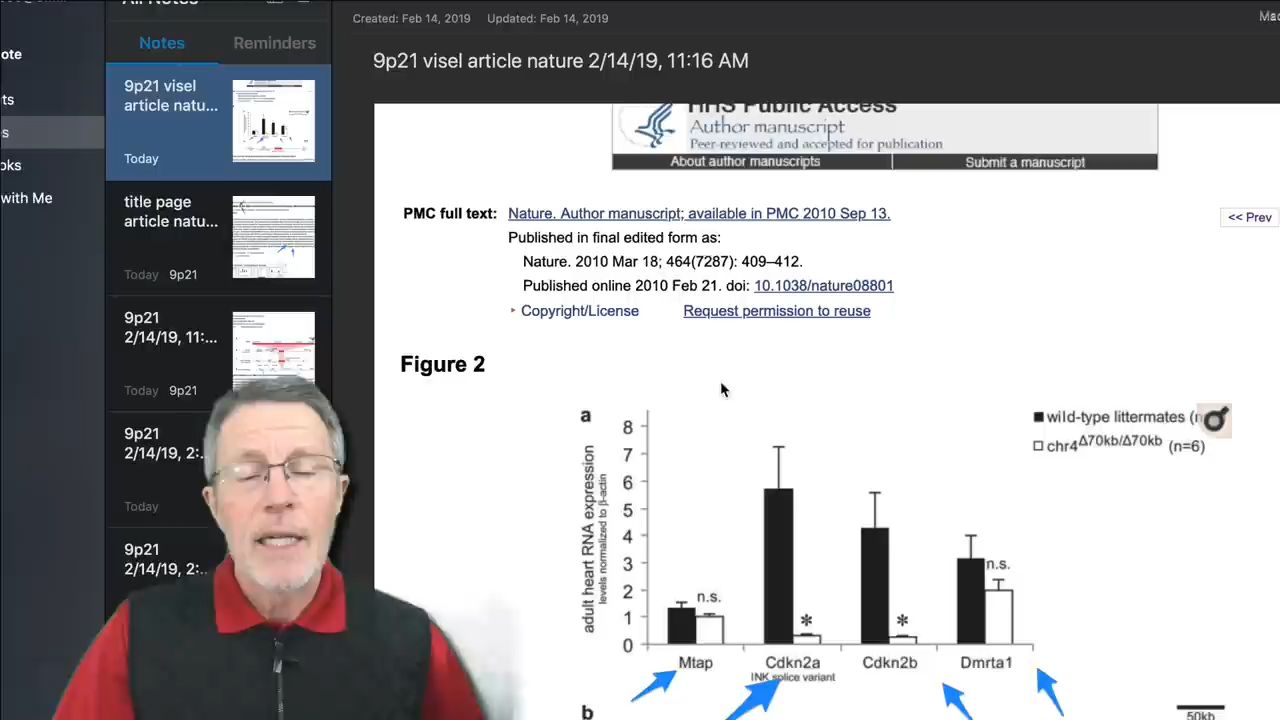 All Notes
Created: Feb 14, 2019 Updated: Feb 14, 2019
ote
Notes Reminders
9p21 visel article nature 2/14/19, 11:16 AM
9p21 visel
article natu...
Today
ts
s
oks
with Me
title page
article natu...
Today 9p21
9p21
2/14/19, 11:...
Today 9p21
9p21
2/14/19, 2:...
Today
9p21
2/14/19, 2:..
HHS Public Access
Author manuscript
Peer-reviewed and accepted for publication
About author manuscripts Submit a manuscript
PMC full text: Nature. Author manuscript; available in PMC 2010 Sep 13.
<< Prev
Published in final edited form as:
Nature. 2010 Mar 18; 464(7287): 409–412.
Published online 2010 Feb 21. doi: 10.1038/nature08801
Copyright/License Request permission to reuse
Figure 2
a
wild-type littermates (n
chr4Δ70kb/Δ70kb (n=6)
adult heart RNA expression
levels normalized to β-actin
8
7
6
5
4
3
2
1
0
n.s.
*
*
n.s.
Mtap Cdkn2a Cdkn2b Dmrta1
INK splice variant
b
50kb